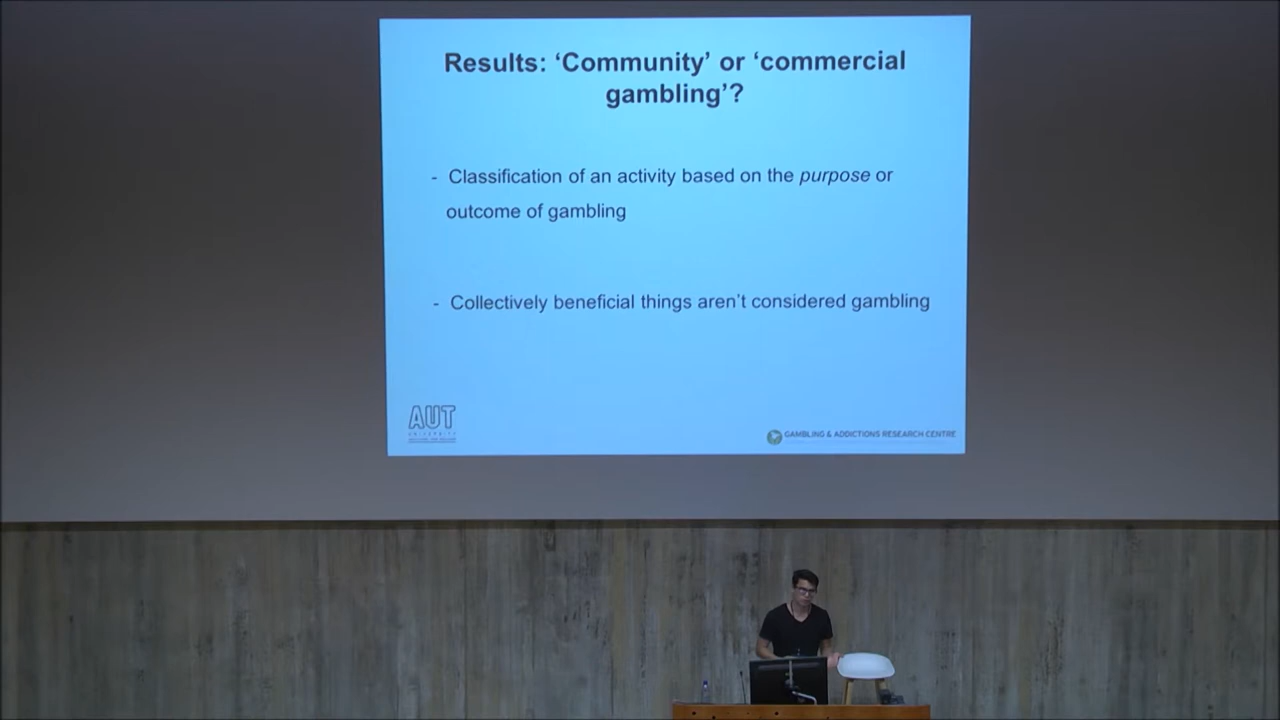 Results: ‘Community’ or ‘commercial
gambling’?
- Classification of an activity based on the purpose or
outcome of gambling
- Collectively beneficial things aren’t considered gambling
AUT
UNIVERSITY
GAMBLING & ADDICTIONS RESEARCH CENTRE